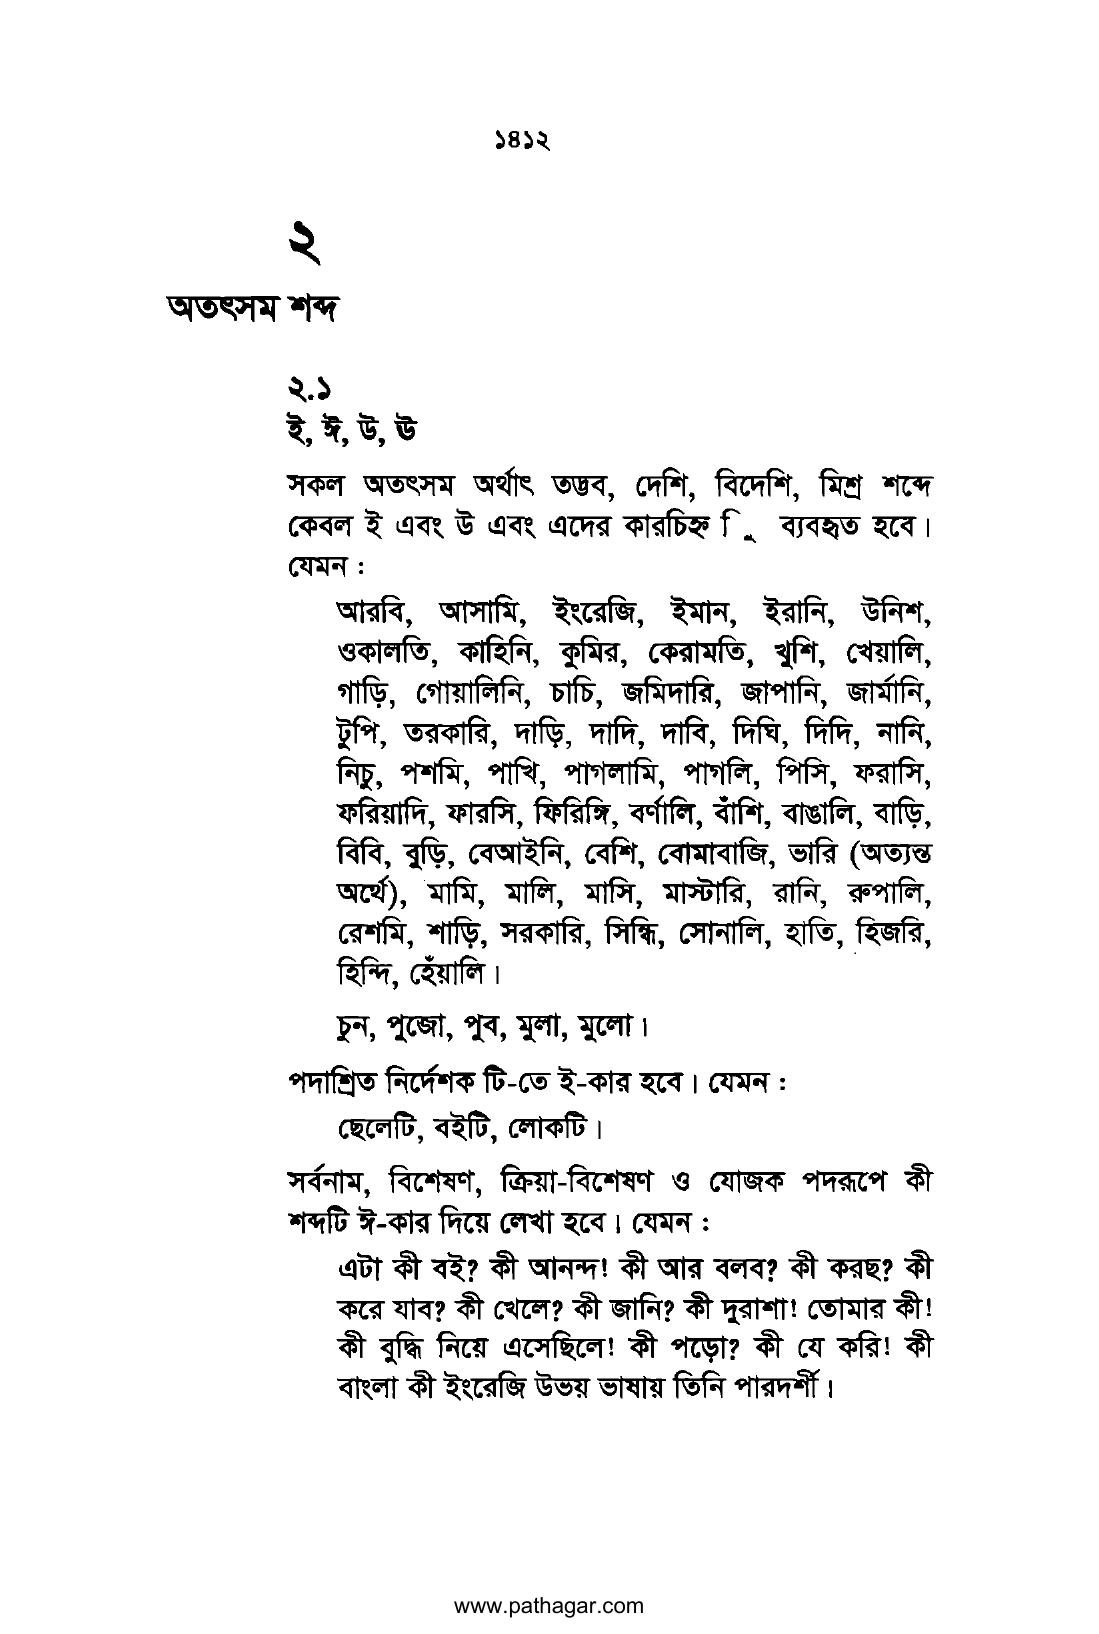 ১৪১২
২
অতৎসম শব্দ
২.১
ই, ঈ, উ, ঊ
সকল অতৎসম অর্থাৎ তদ্ভব, দেশি, বিদেশি, মিশ্র শব্দে
কেবল ই এবং উ এবং এদের কারচিহ্ন ি ু ব্যবহৃত হবে।
যেমন :
আরবি, আসামি, ইংরেজি, ইমান, ইরানি, উনিশ,
ওকালতি, কাহিনি, কুমির, কেরামতি, খুশি, খেয়ালি,
গাড়ি, গোয়ালিনি, চাচি, জমিদারি, জাপানি, জার্মানি,
টুপি, তরকারি, দাড়ি, দাদি, দাবি, দিঘি, দিদি, নানি,
নিচু, পশমি, পাখি, পাগলামি, পাগলি, পিসি, ফরাসি,
ফরিয়াদি, ফারসি, ফিরিঙ্গি, বর্ণালি, বাঁশি, বাঙালি, বাড়ি,
বিবি, বুড়ি, বেআইনি, বেশি, বোমাবাজি, ভারি (অত্যন্ত
অর্থে), মামি, মালি, মাসি, মাস্টারি, রানি, রুপালি,
রেশমি, শাড়ি, সরকারি, সিন্ধি, সোনালি, হাতি, হিজরি,
হিন্দি, হেঁয়ালি।
চুন, পুজো, পুব, মুলা, মুলো।
পদাশ্রিত নির্দেশক টি-তে ই-কার হবে। যেমন :
ছেলেটি, বইটি, লোকটি।
সর্বনাম, বিশেষণ, ক্রিয়া-বিশেষণ ও যোজক পদরূপে কী
শব্দটি ঈ-কার দিয়ে লেখা হবে। যেমন :
এটা কী বই? কী আনন্দ! কী আর বলব? কী করছ? কী
করে যাব? কী খেলে? কী জানি? কী দুরাশা! তোমার কী!
কী বুদ্ধি নিয়ে এসেছিলে! কী পড়ো? কী যে করি! কী
বাংলা কী ইংরেজি উভয় ভাষায় তিনি পারদর্শী।
www.pathagar.com